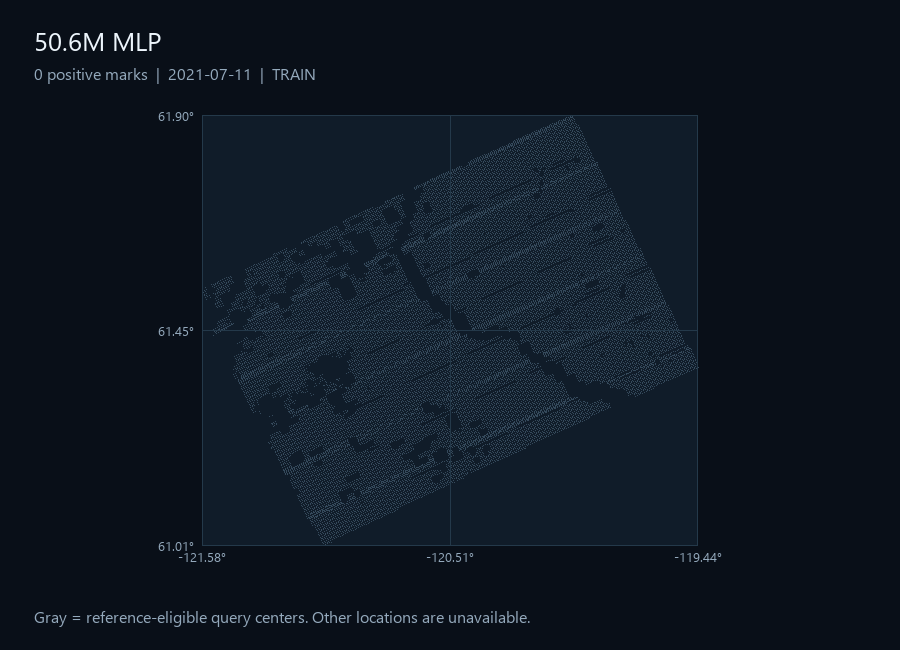 50.6M MLP
0 positive marks | 2021-07-11 | TRAIN
61.90°
61.45°
61.01°
-121.58°
-120.51°
-119.44°
Gray = reference-eligible query centers. Other locations are unavailable.